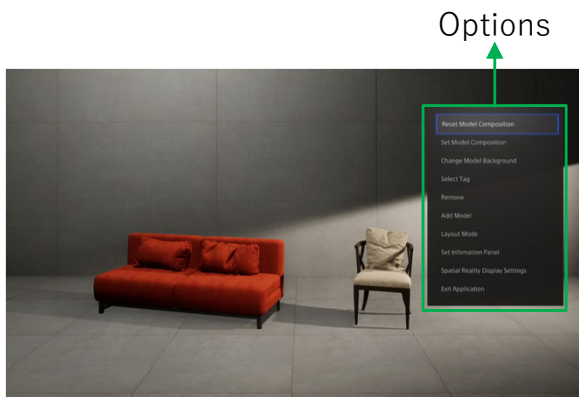 Options
Reset Model Composition
Set Model Composition
Change Model Background
Select Tag
Remove
Add Model
Layout Mode
Set Infomation Panel
Spatial Reality Display Settings
Exit Application